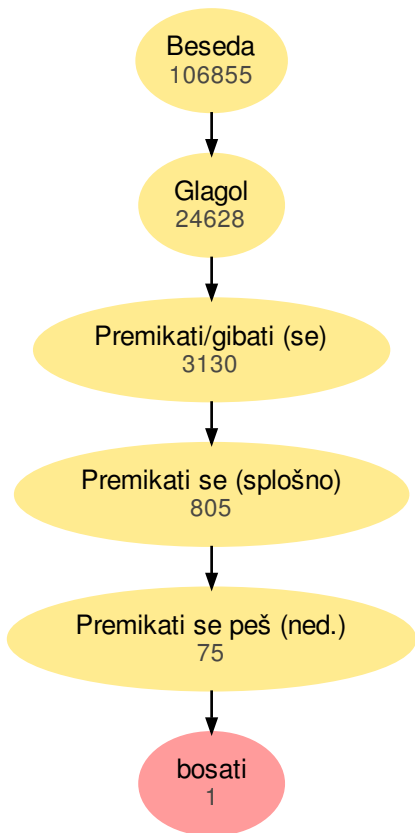 Beseda
106855
Glagol
24628
Premikati/gibati (se)
3130
Premikati se (splošno)
805
Premikati se peš (ned.)
75
bosati
1